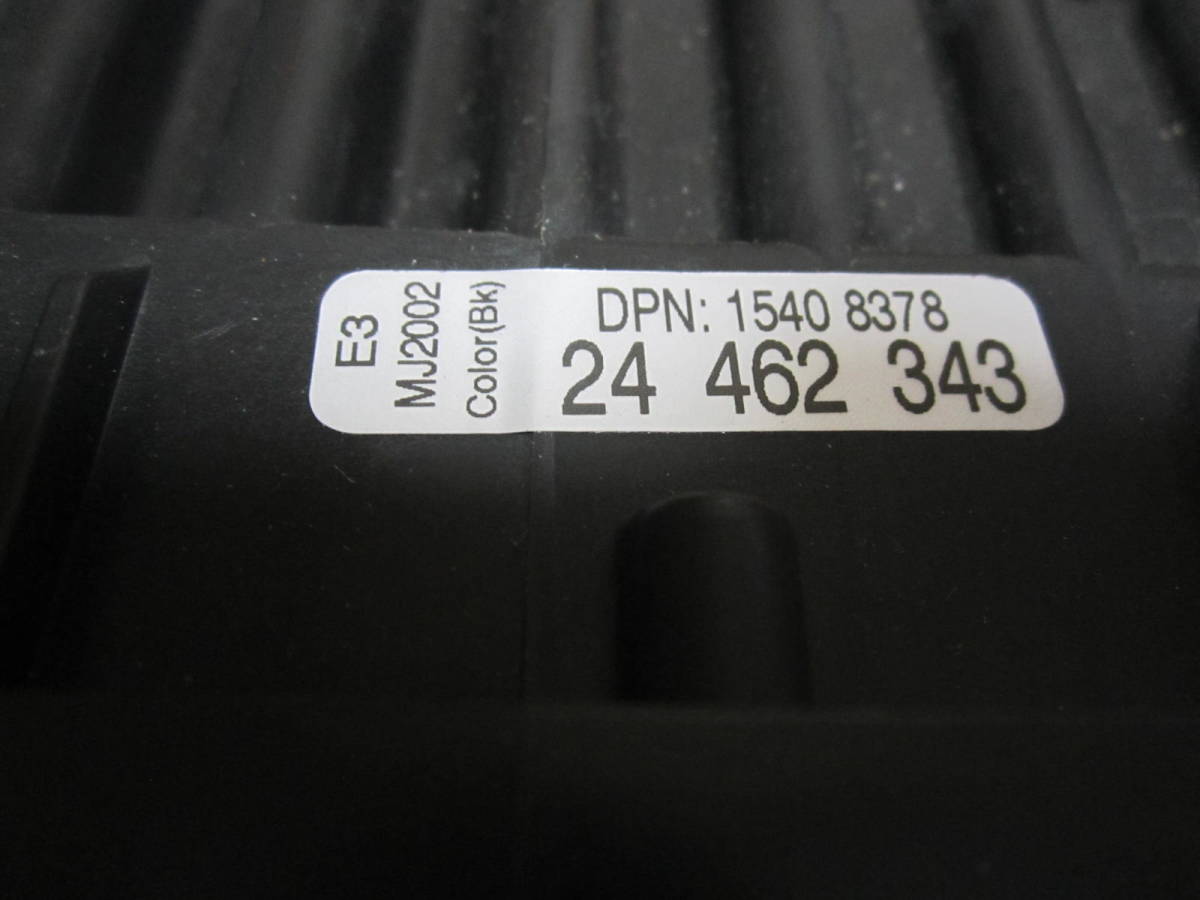 E3
MJ2002
Color(Bk)
DPN: 1540 8378
24 462 343